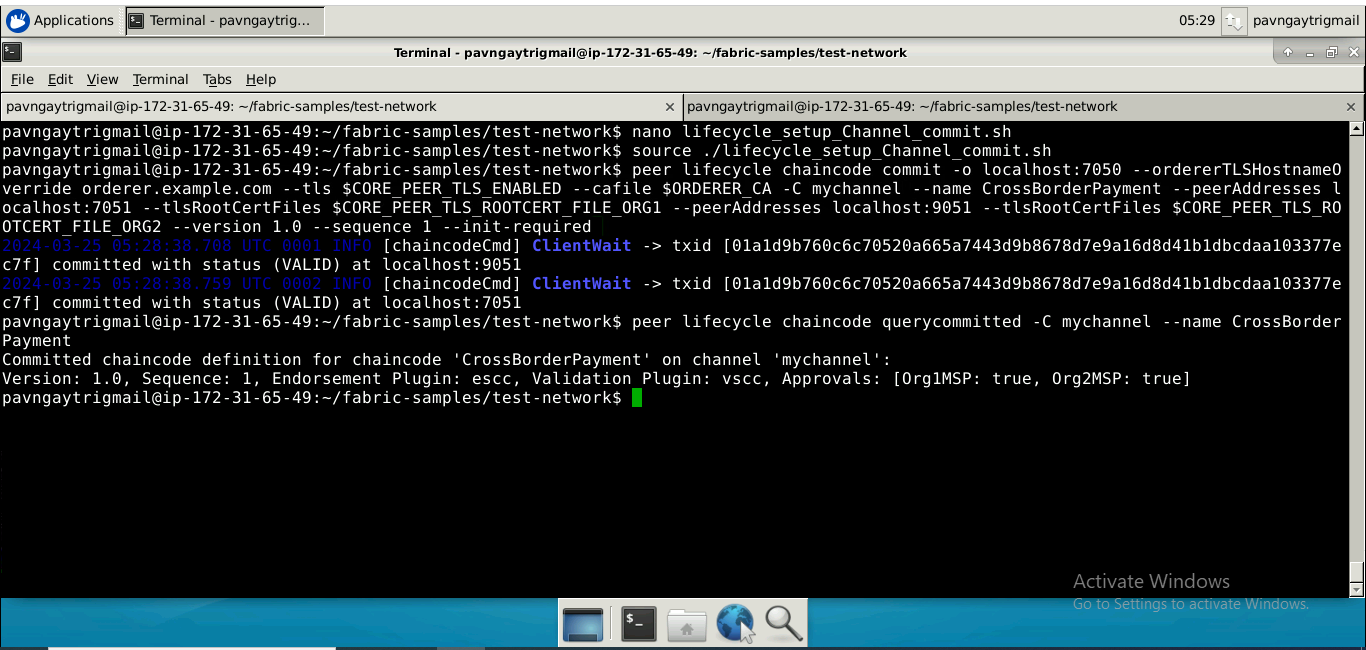 Applications
Terminal - pavngaytrig...
05:29
pavngaytrigmail
Terminal - pavngaytrigmail@ip-172-31-65-49: ~/fabric-samples/test-network
File Edit View Terminal Tabs Help
pavngaytrigmail@ip-172-31-65-49: ~/fabric-samples/test-network
pavngaytrigmail@ip-172-31-65-49: ~/fabric-samples/test-network
pavngaytrigmail@ip-172-31-65-49:~/fabric-samples/test-network$ nano lifecycle_setup_Channel_commit.sh
pavngaytrigmail@ip-172-31-65-49:~/fabric-samples/test-network$ source ./lifecycle_setup_Channel_commit.sh
pavngaytrigmail@ip-172-31-65-49:~/fabric-samples/test-network$ peer lifecycle chaincode commit -o localhost:7050 --ordererTLSHostnameO
verride orderer.example.com --tls $CORE_PEER_TLS_ENABLED --cafile $ORDERER_CA -C mychannel --name CrossBorderPayment --peerAddresses l
ocalhost:7051 --tlsRootCertFiles $CORE_PEER_TLS_ROOTCERT_FILE_ORG1 --peerAddresses localhost:9051 --tlsRootCertFiles $CORE_PEER_TLS_RO
OTCERT_FILE_ORG2 --version 1.0 --sequence 1 --init-required
2024-03-25 05:28:38.708 UTC 0001 INFO [chaincodeCmd] ClientWait -> txid [01a1d9b760c6c70520a665a7443d9b8678d7e9a16d8d41b1dbcdaa103377e
c7f] committed with status (VALID) at localhost:9051
2024-03-25 05:28:38.759 UTC 0002 INFO [chaincodeCmd] ClientWait -> txid [01a1d9b760c6c70520a665a7443d9b8678d7e9a16d8d41b1dbcdaa103377e
c7f] committed with status (VALID) at localhost:7051
pavngaytrigmail@ip-172-31-65-49:~/fabric-samples/test-network$ peer lifecycle chaincode querycommitted -C mychannel --name CrossBorder
Payment
Committed chaincode definition for chaincode 'CrossBorderPayment' on channel 'mychannel':
Version: 1.0, Sequence: 1, Endorsement Plugin: escc, Validation Plugin: vscc, Approvals: [Org1MSP: true, Org2MSP: true]
pavngaytrigmail@ip-172-31-65-49:~/fabric-samples/test-network$
Activate Windows
Go to Settings to activate Windows.